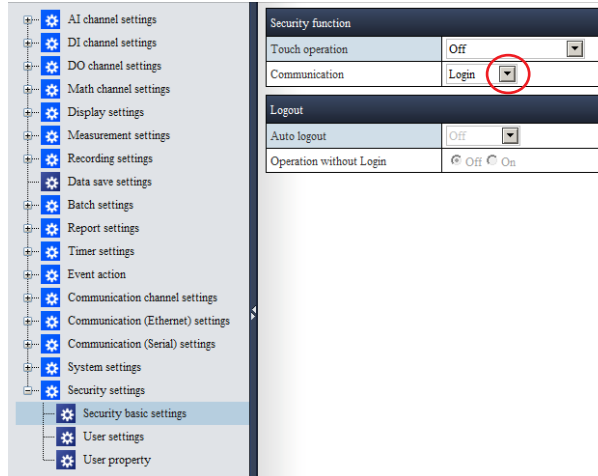 AI channel settings
DI channel settings
DO channel settings
Math channel settings
Display settings
Measurement settings
Recording settings
Data save settings
Batch settings
Report settings
Timer settings
Event action
Communication channel settings
Communication (Ethernet) settings
Communication (Serial) settings
System settings
Security settings
Security basic settings
User settings
User property
Security function
Touch operation Off
Communication Login
Logout
Auto logout Off
Operation without Login Off On